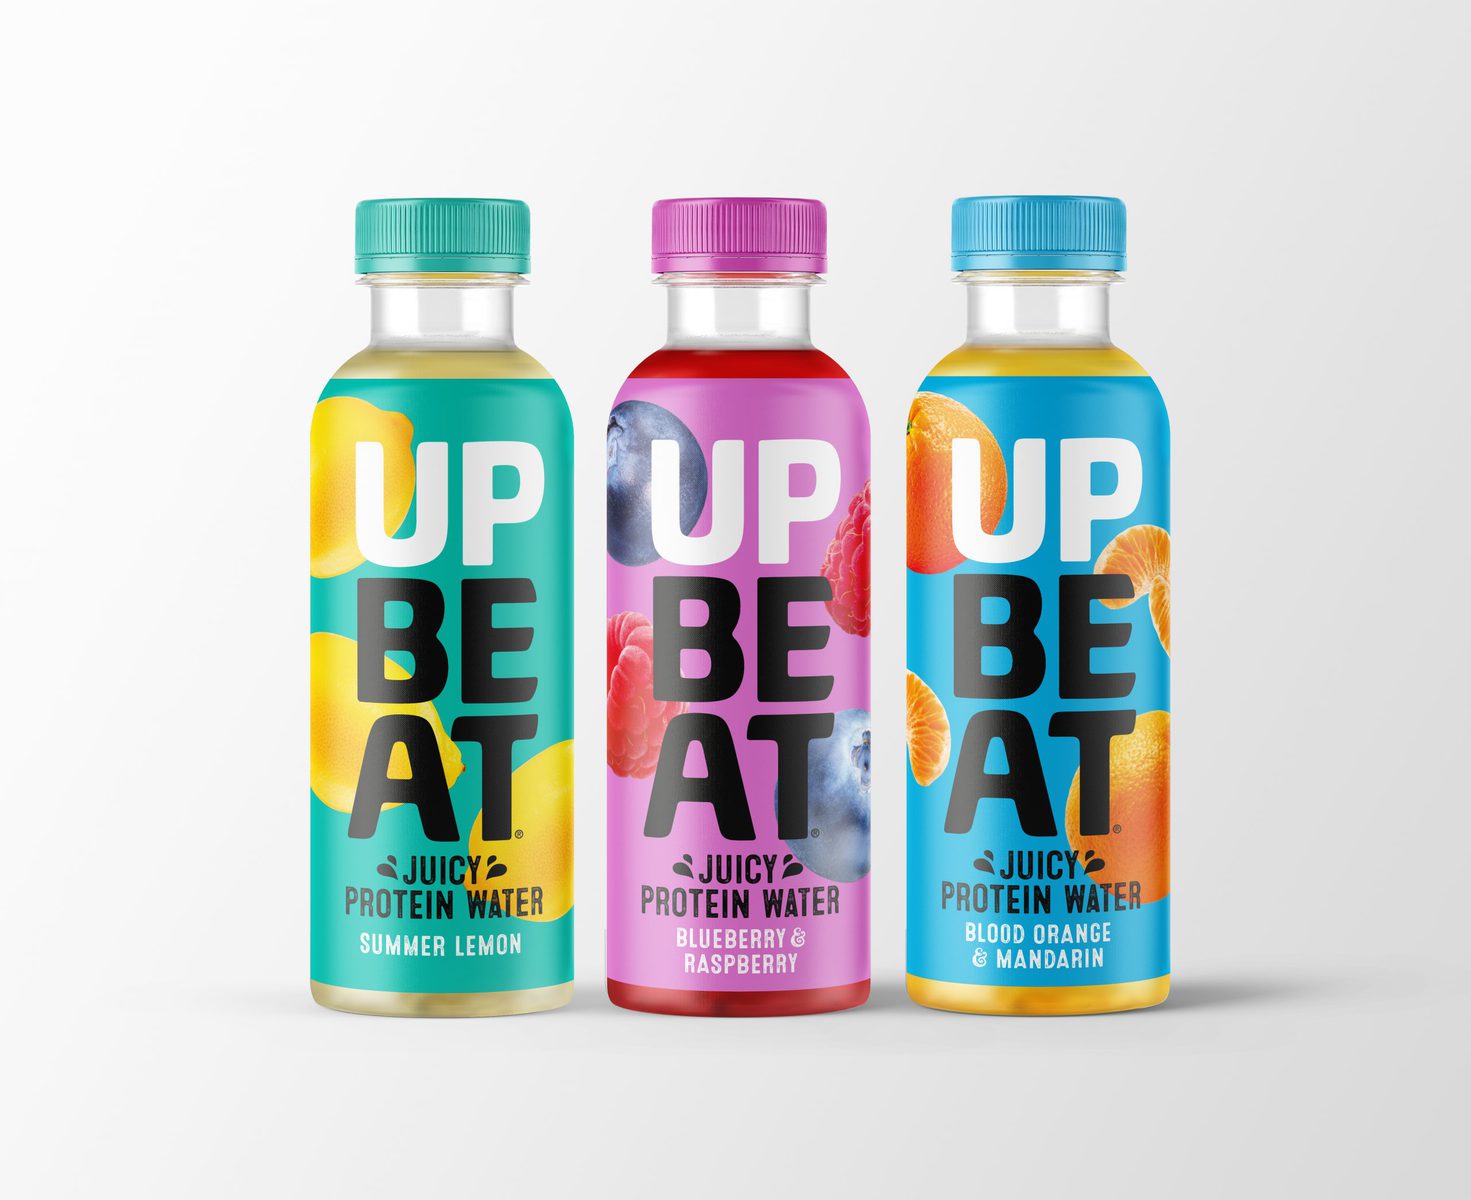 UP
BE
AT®
JUICY
PROTEIN WATER
SUMMER LEMON
UP
BE
AT®
JUICY
PROTEIN WATER
BLUEBERRY &
RASPBERRY
UP
BE
AT®
JUICY
PROTEIN WATER
BLOOD ORANGE
& MANDARIN